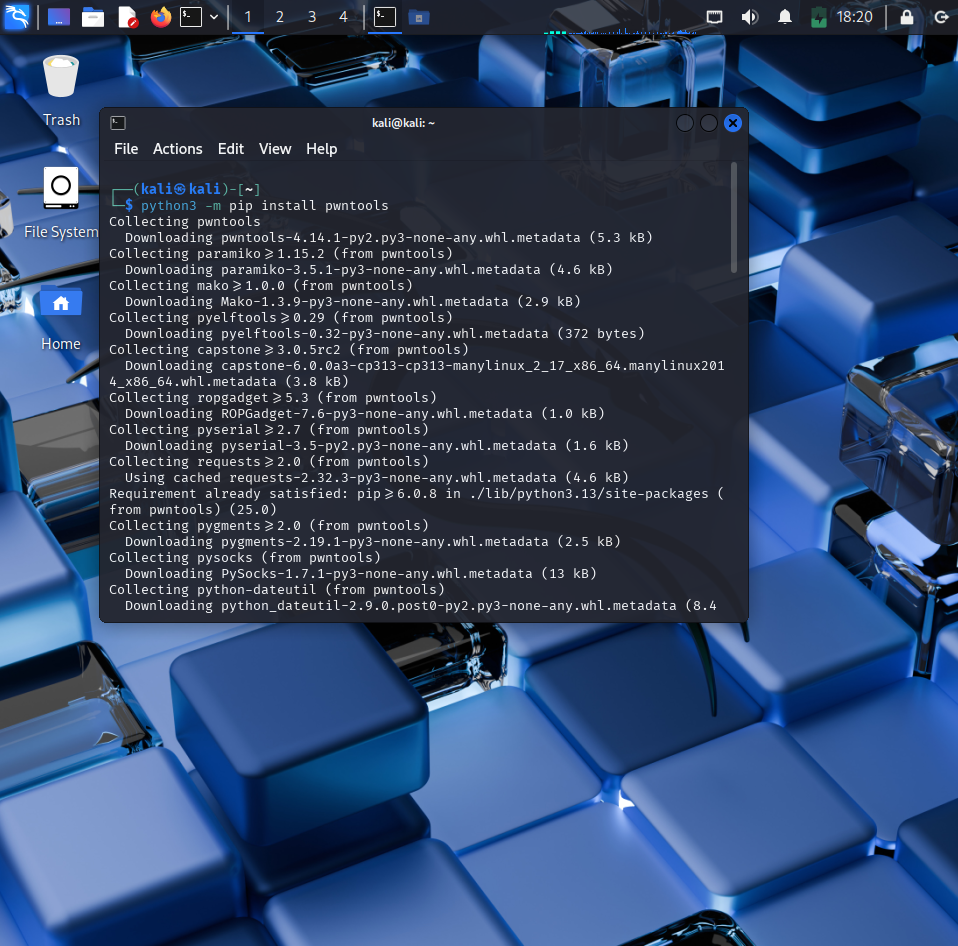 1 2 3 4
18:20
Trash
File System
Home
kali@kali: ~
File Actions Edit View Help
┌──(kali㉿kali)-[~]
└─$ python3 -m pip install pwntools
Collecting pwntools
Downloading pwntools-4.14.1-py2.py3-none-any.whl.metadata (5.3 kB)
Collecting paramiko>=1.15.2 (from pwntools)
Downloading paramiko-3.5.1-py3-none-any.whl.metadata (4.6 kB)
Collecting mako>=1.0.0 (from pwntools)
Downloading Mako-1.3.9-py3-none-any.whl.metadata (2.9 kB)
Collecting pyelftools>=0.29 (from pwntools)
Downloading pyelftools-0.32-py3-none-any.whl.metadata (372 bytes)
Collecting capstone>=3.0.5rc2 (from pwntools)
Downloading capstone-6.0.0a3-cp313-cp313-manylinux_2_17_x86_64.manylinux201
4_x86_64.whl.metadata (3.8 kB)
Collecting ropgadget>=5.3 (from pwntools)
Downloading ROPGadget-7.6-py3-none-any.whl.metadata (1.0 kB)
Collecting pyserial>=2.7 (from pwntools)
Downloading pyserial-3.5-py2.py3-none-any.whl.metadata (1.6 kB)
Collecting requests>=2.0 (from pwntools)
Using cached requests-2.32.3-py3-none-any.whl.metadata (4.6 kB)
Requirement already satisfied: pip>=6.0.8 in ./lib/python3.13/site-packages (
from pwntools) (25.0)
Collecting pygments>=2.0 (from pwntools)
Downloading pygments-2.19.1-py3-none-any.whl.metadata (2.5 kB)
Collecting pysocks (from pwntools)
Downloading PySocks-1.7.1-py3-none-any.whl.metadata (13 kB)
Collecting python-dateutil (from pwntools)
Downloading python_dateutil-2.9.0.post0-py2.py3-none-any.whl.metadata (8.4